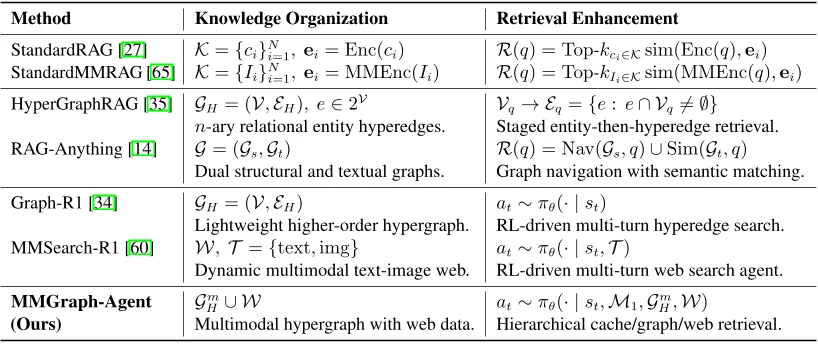 Method Knowledge Organization Retrieval Enhancement
StandardRAG [27] 𝒦 = {c_i}_{i=1}^N, e_i = Enc(c_i) ℛ(q) = Top-k_{c_i∈𝒦} sim(Enc(q), e_i)
StandardMMRAG [65] 𝒦 = {I_i}_{i=1}^N, e_i = MMEnc(I_i) ℛ(q) = Top-k_{I_i∈𝒦} sim(MMEnc(q), e_i)
HyperGraphRAG [35] 𝒢_H = (𝒱, ℰ_H), e ∈ 2^𝒱 𝒱_q → ℰ_q = {e : e ∩ 𝒱_q ≠ ∅}
n-ary relational entity hyperedges. Staged entity-then-hyperedge retrieval.
RAG-Anything [14] 𝒢 = (𝒢_s, 𝒢_t) ℛ(q) = Nav(𝒢_s, q) ∪ Sim(𝒢_t, q)
Dual structural and textual graphs. Graph navigation with semantic matching.
Graph-R1 [34] 𝒢_H = (𝒱, ℰ_H) a_t ∼ π_θ(· | s_t)
Lightweight higher-order hypergraph. RL-driven multi-turn hyperedge search.
MMSearch-R1 [60] 𝒲, 𝒯 = {text, img} a_t ∼ π_θ(· | s_t, 𝒯)
Dynamic multimodal text-image web. RL-driven multi-turn web search agent.
MMGraph-Agent 𝒢_H^m ∪ 𝒲 a_t ∼ π_θ(· | s_t, ℳ_1, 𝒢_H^m, 𝒲)
(Ours) Multimodal hypergraph with web data. Hierarchical cache/graph/web retrieval.